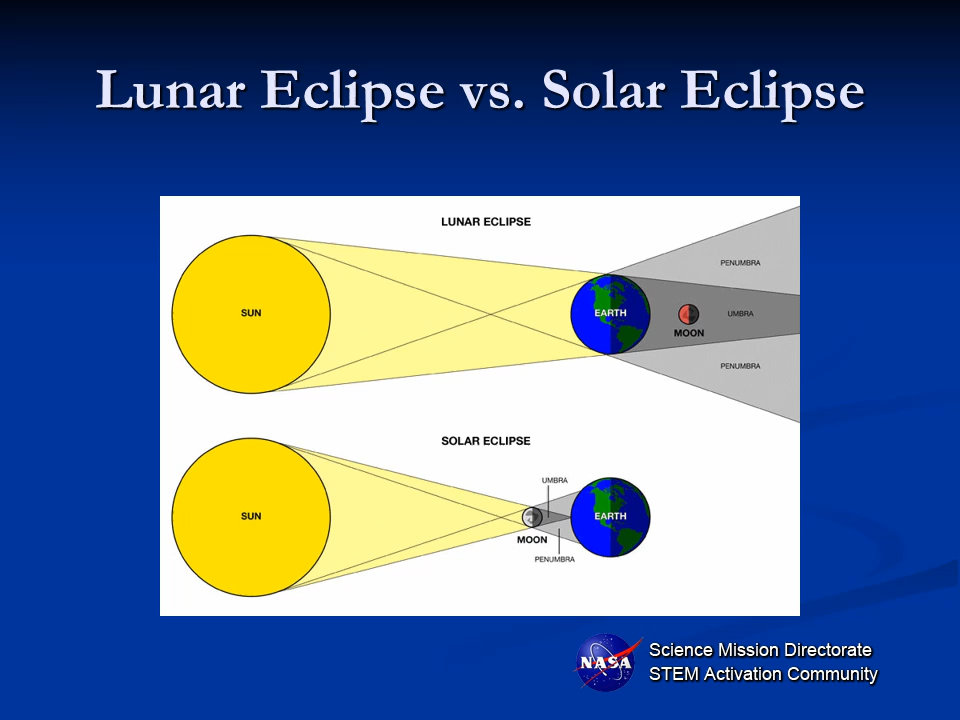 Lunar Eclipse vs. Solar Eclipse
LUNAR ECLIPSE
PENUMBRA
SUN
EARTH
UMBRA
MOON
PENUMBRA
SOLAR ECLIPSE
UMBRA
SUN
EARTH
MOON
PENUMBRA
NASA
Science Mission Directorate
STEM Activation Community